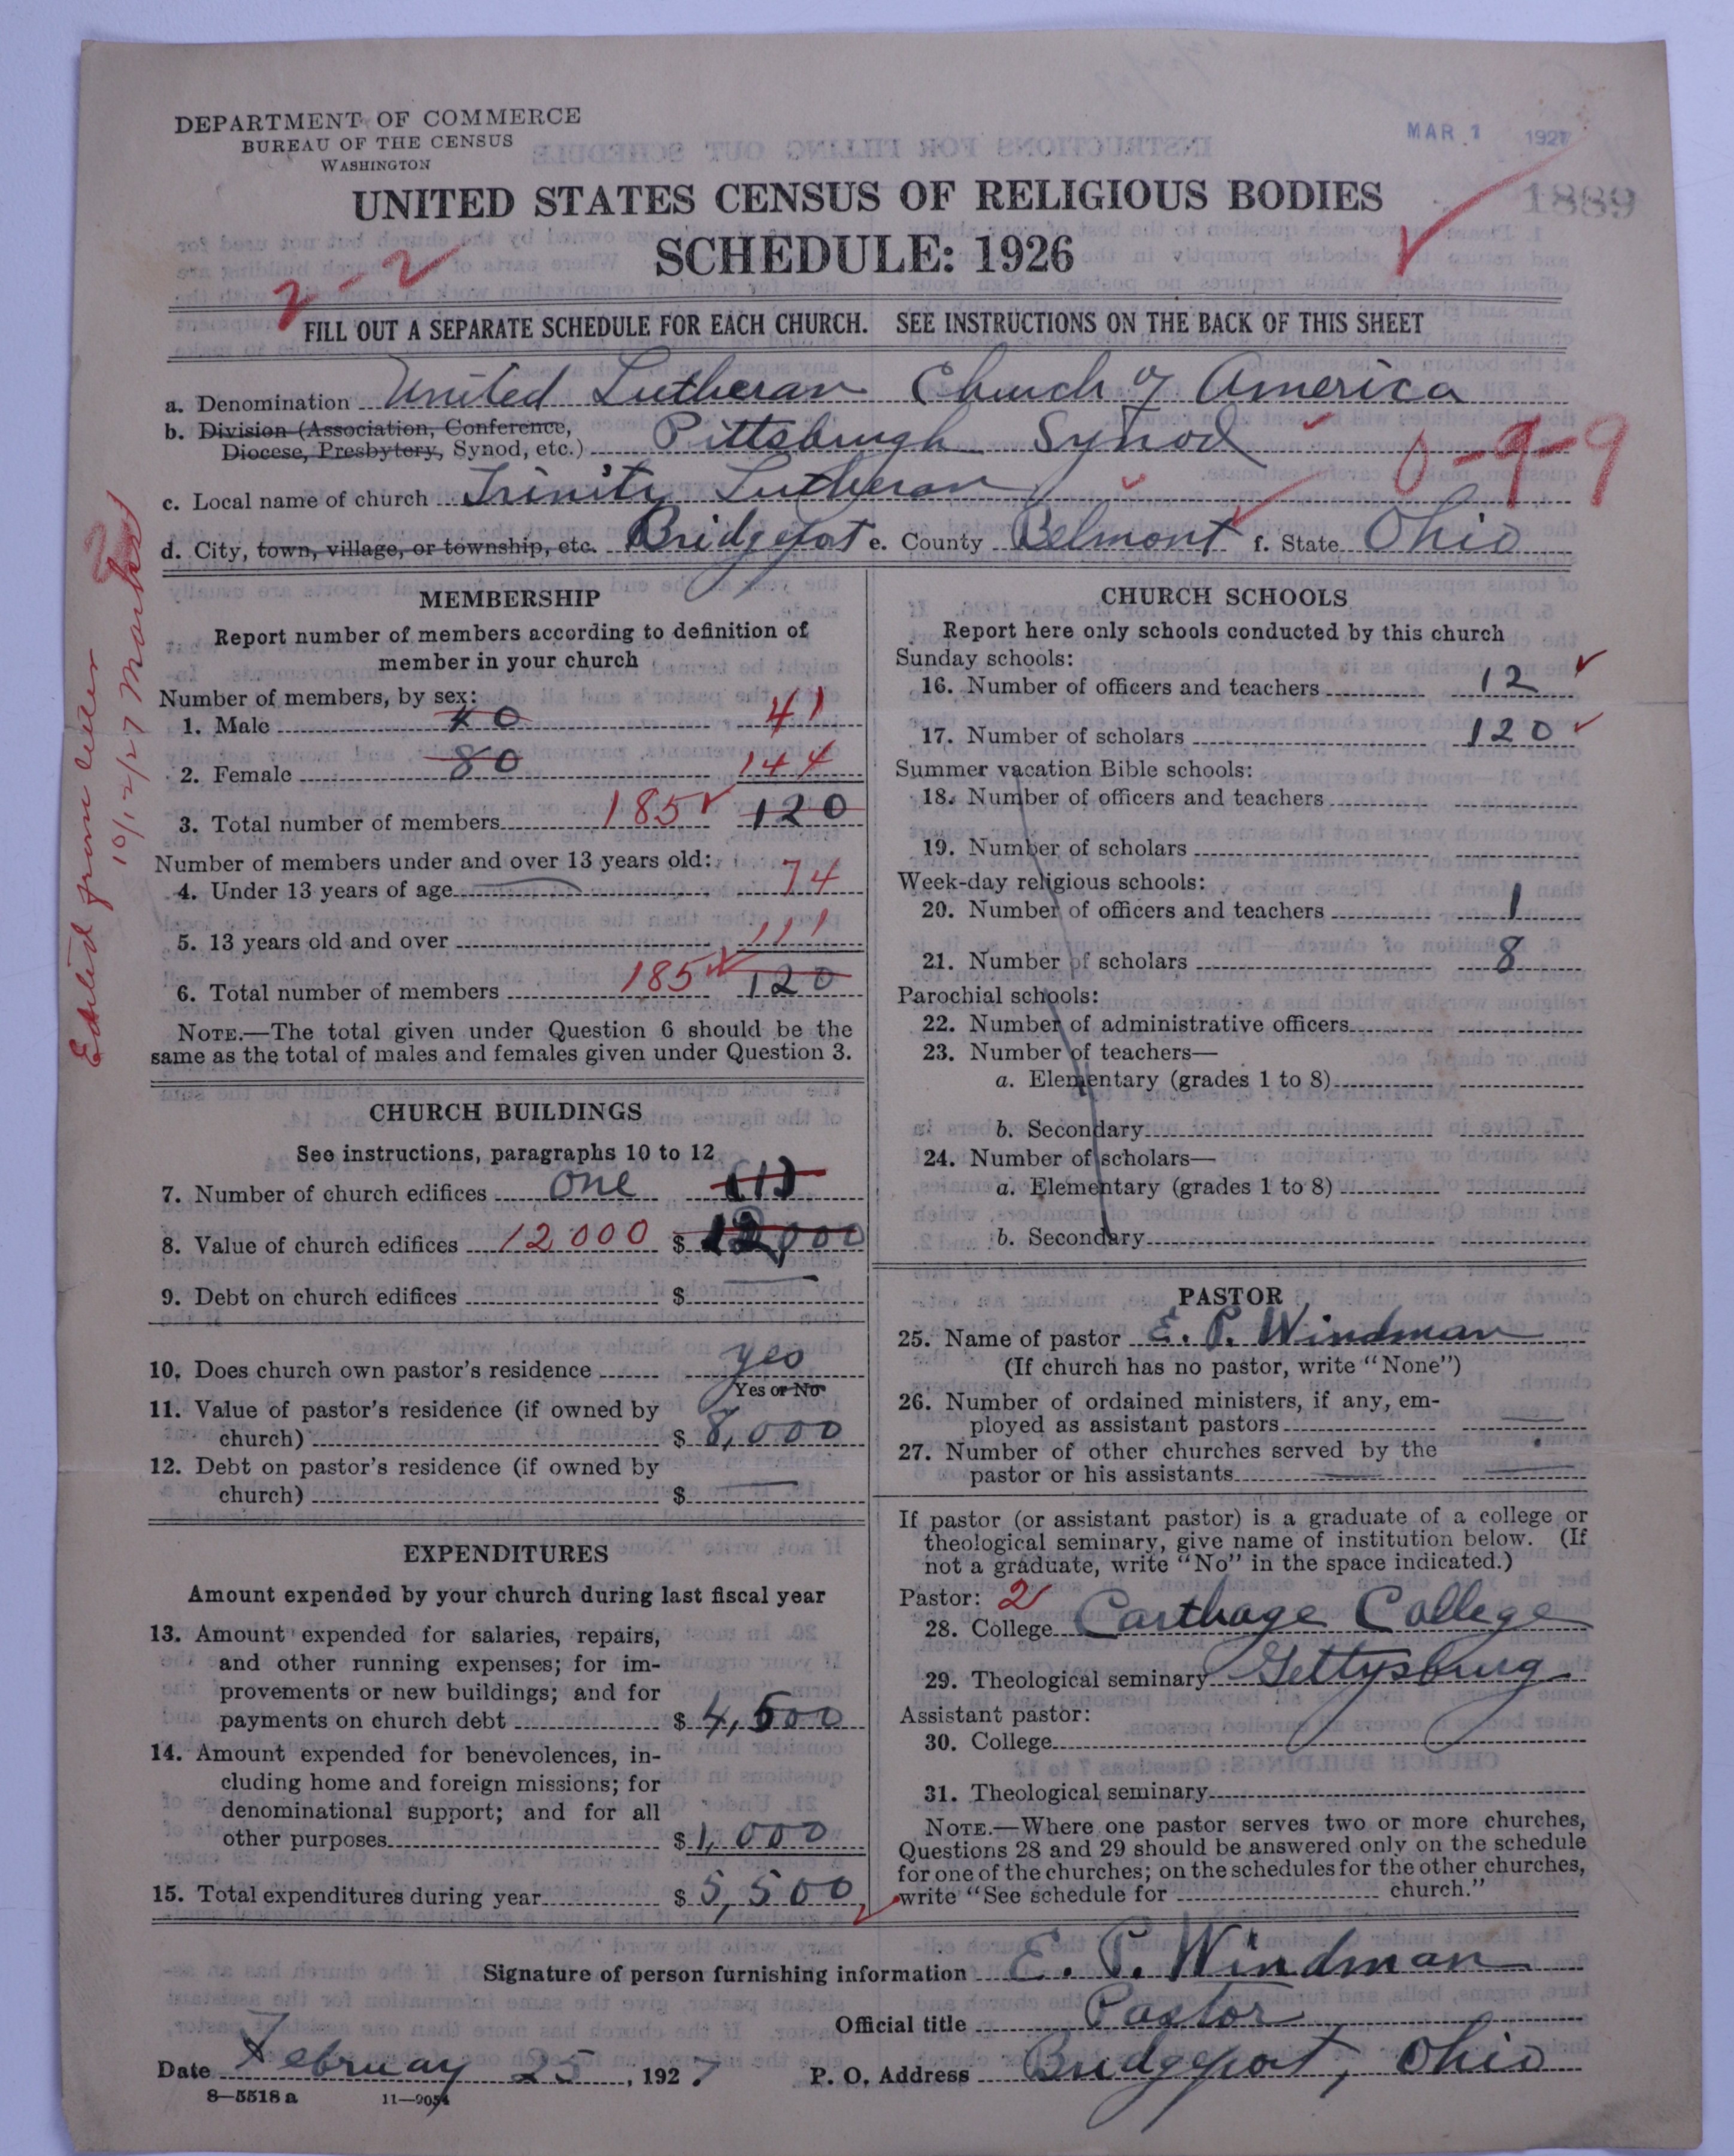 DEPARTMENT OF COMMERCE
BUREAU OF THE CENSUS
WASHINGTON
MAR 1 1927
1889
UNITED STATES CENSUS OF RELIGIOUS BODIES
SCHEDULE: 1926
2-2
FILL OUT A SEPARATE SCHEDULE FOR EACH CHURCH. SEE INSTRUCTIONS ON THE BACK OF THIS SHEET
a. Denomination United Lutheran Church of America
b. Division (Association, Conference, Diocese, Presbytery, Synod, etc.) Pittsburgh Synod
0-9-9
c. Local name of church Trinity Lutheran
d. City, town, village, or township, etc. Bridgeport e. County Belmont f. State Ohio
Edited from letter
10/12/27
MEMBERSHIP
Report number of members according to definition of
member in your church
Number of members, by sex:
1. Male 40 41
2. Female 80 144
3. Total number of members 185 120
Number of members under and over 13 years old:
4. Under 13 years of age 74
5. 13 years old and over 111
6. Total number of members 185 120
NOTE.—The total given under Question 6 should be the
same as the total of males and females given under Question 3.
CHURCH BUILDINGS
See instructions, paragraphs 10 to 12
7. Number of church edifices one (1)
8. Value of church edifices 12000 $ 12,000
9. Debt on church edifices $
10. Does church own pastor's residence yes
Yes or No
11. Value of pastor's residence (if owned by
church) $ 8,000
12. Debt on pastor's residence (if owned by
church) $
EXPENDITURES
Amount expended by your church during last fiscal year
13. Amount expended for salaries, repairs,
and other running expenses; for im-
provements or new buildings; and for
payments on church debt $ 4,500
14. Amount expended for benevolences, in-
cluding home and foreign missions; for
denominational support; and for all
other purposes $ 1,000
15. Total expenditures during year $ 5,500
CHURCH SCHOOLS
Report here only schools conducted by this church
Sunday schools:
16. Number of officers and teachers 12
17. Number of scholars 120
Summer vacation Bible schools:
18. Number of officers and teachers
19. Number of scholars
Week-day religious schools:
20. Number of officers and teachers 1
21. Number of scholars 8
Parochial schools:
22. Number of administrative officers
23. Number of teachers—
a. Elementary (grades 1 to 8)
b. Secondary
24. Number of scholars—
a. Elementary (grades 1 to 8)
b. Secondary
PASTOR
25. Name of pastor E. P. Windman
(If church has no pastor, write "None")
26. Number of ordained ministers, if any, em-
ployed as assistant pastors
27. Number of other churches served by the
pastor or his assistants
If pastor (or assistant pastor) is a graduate of a college or
theological seminary, give name of institution below. (If
not a graduate, write "No" in the space indicated.)
Pastor: 2
28. College Carthage College
29. Theological seminary Gettysburg
Assistant pastor:
30. College
31. Theological seminary
NOTE.—Where one pastor serves two or more churches,
Questions 28 and 29 should be answered only on the schedule
for one of the churches; on the schedules for the other churches,
write "See schedule for church."
Signature of person furnishing information E. P. Windman
Official title Pastor
Date February 25, 1927 P. O. Address Bridgeport, Ohio
8—5518 a 11—9054